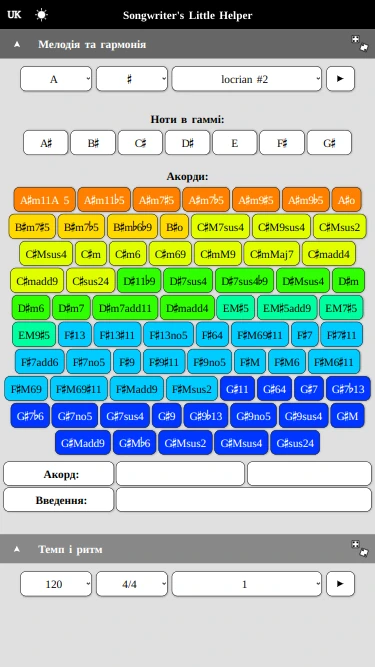 UK Songwriter's Little Helper
Мелодія та гармонія
A ♯ locrian #2
Ноти в гаммі:
A♯ B♯ C♯ D♯ E F♯ G♯
Акорди:
A♯m11A 5 A♯m11♭5 A♯m7♯5 A♯m7♭5 A♯m9♯5 A♯m9♭5 A♯o
B♯m7♯5 B♯m7♭5 B♯m♭6♭9 B♯o C♯M7sus4 C♯M9sus4 C♯Msus2
C♯Msus4 C♯m C♯m6 C♯m69 C♯mM9 C♯mMaj7 C♯madd4
C♯madd9 C♯sus24 D♯11♭9 D♯7sus4 D♯7sus4♭9 D♯Msus4 D♯m
D♯m6 D♯m7 D♯m7add11 D♯madd4 EM♯5 EM♯5add9 EM7♯5
EM9♯5 F♯13 F♯13♯11 F♯13no5 F♯64 F♯M69♯11 F♯7 F♯7♯11
F♯7add6 F♯7no5 F♯9 F♯9♯11 F♯9no5 F♯M F♯M6 F♯M6♯11
F♯M69 F♯M69♯11 F♯Madd9 F♯Msus2 G♯11 G♯64 G♯7 G♯7♭13
G♯7♭6 G♯7no5 G♯7sus4 G♯9 G♯9♭13 G♯9no5 G♯9sus4 G♯M
G♯Madd9 G♯M♭6 G♯Msus2 G♯Msus4 G♯sus24
Акорд:
Введення:
Темп і ритм
120 4/4 1